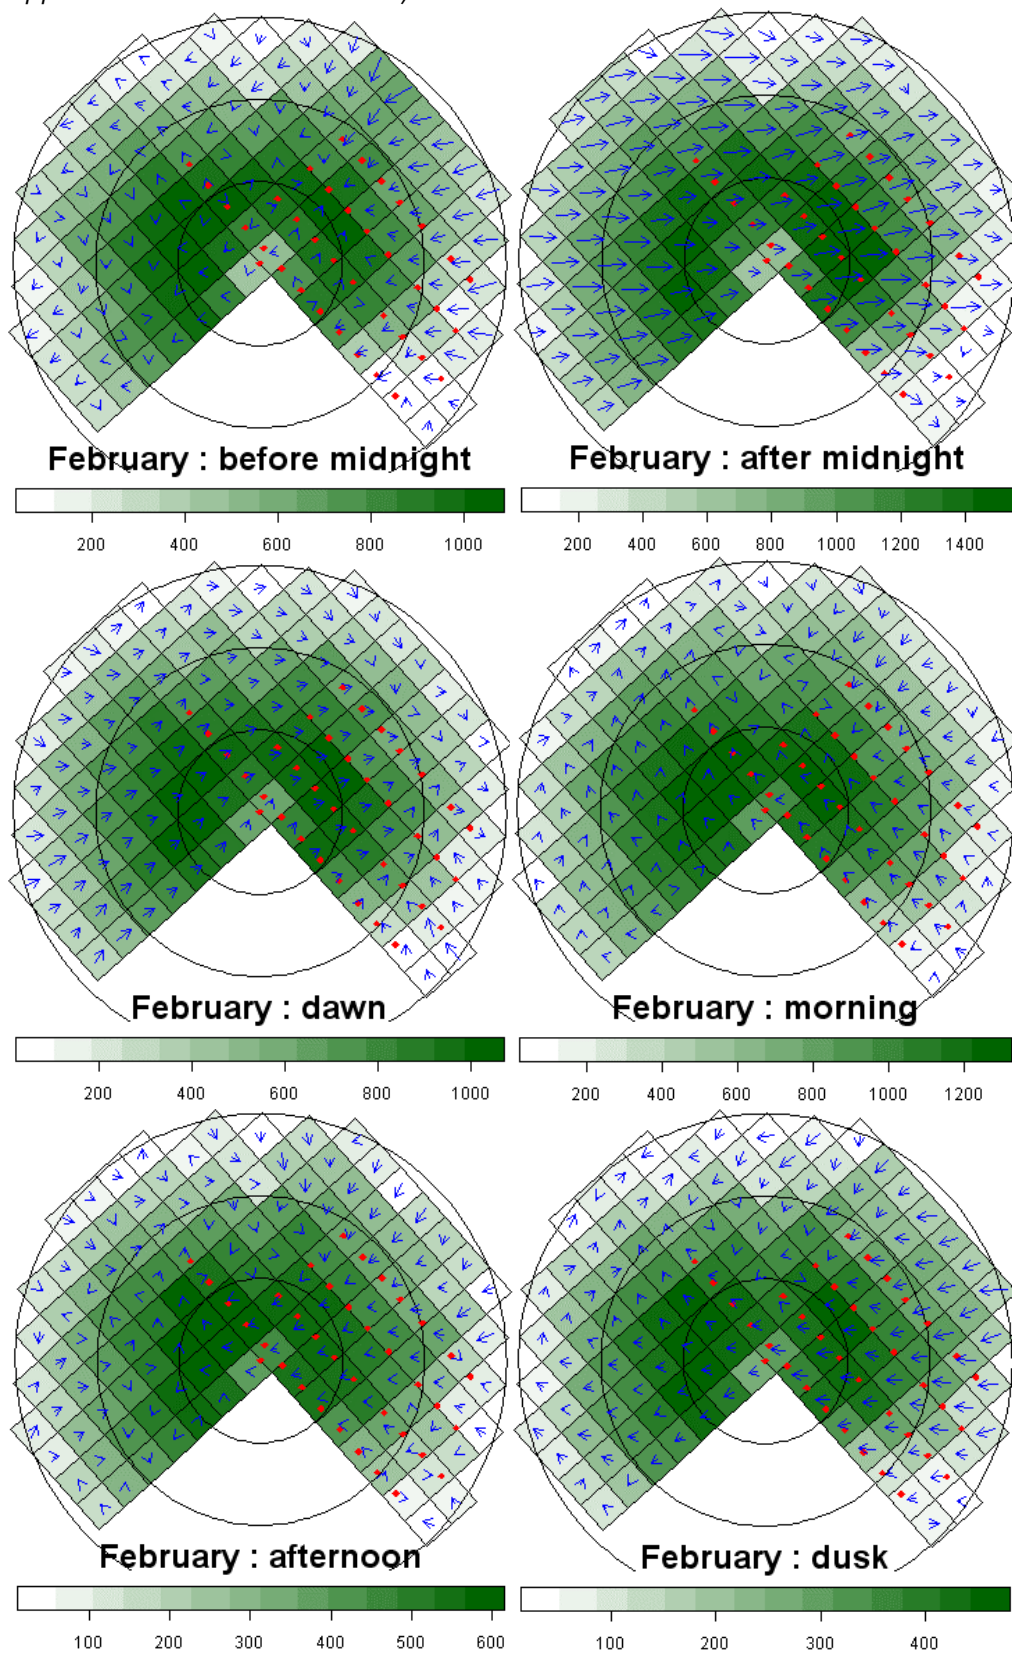 February : before midnight
February : after midnight
200 400 600 800 1000
200 400 600 800 1000 1200 1400
February : dawn
February : morning
200 400 600 800 1000
200 400 600 800 1000 1200
February : afternoon
February : dusk
100 200 300 400 500 600
100 200 300 400